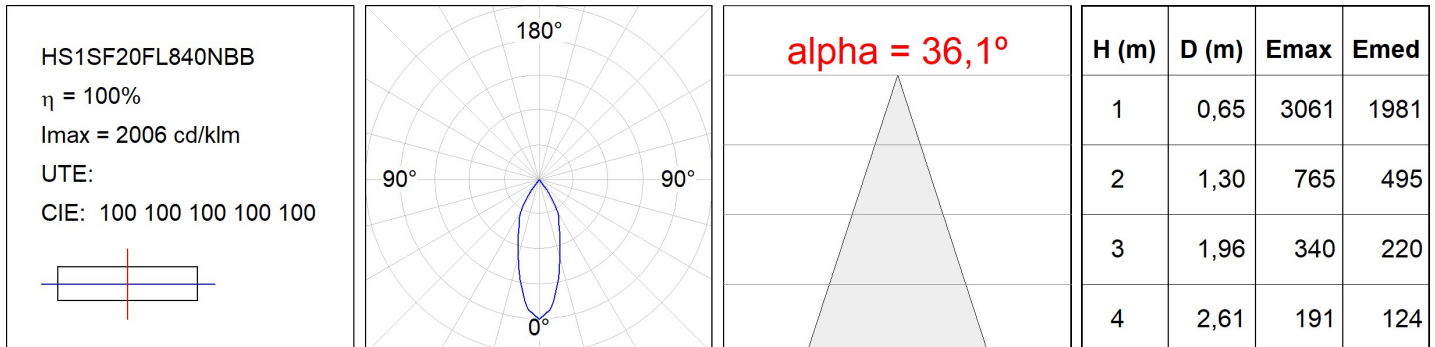 HS1SF20FL840NBB
η = 100%
Imax = 2006 cd/klm
UTE:
CIE: 100 100 100 100 100
180°
90° 90°
0°
alpha = 36,1º
H (m) D (m) Emax Emed
1 0,65 3061 1981
2 1,30 765 495
3 1,96 340 220
4 2,61 191 124